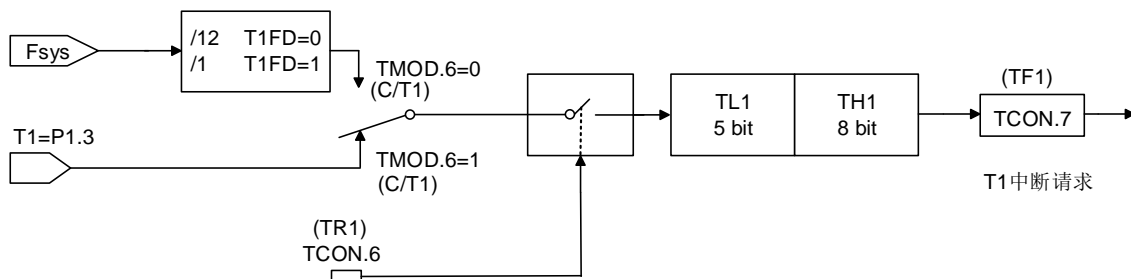 Fsys
/12 T1FD=0
/1 T1FD=1
TMOD.6=0
(C/T1)
T1=P1.3
TMOD.6=1
(C/T1)
(TR1)
TCON.6
TL1
5 bit
TH1
8 bit
(TF1)
TCON.7
T1中断请求